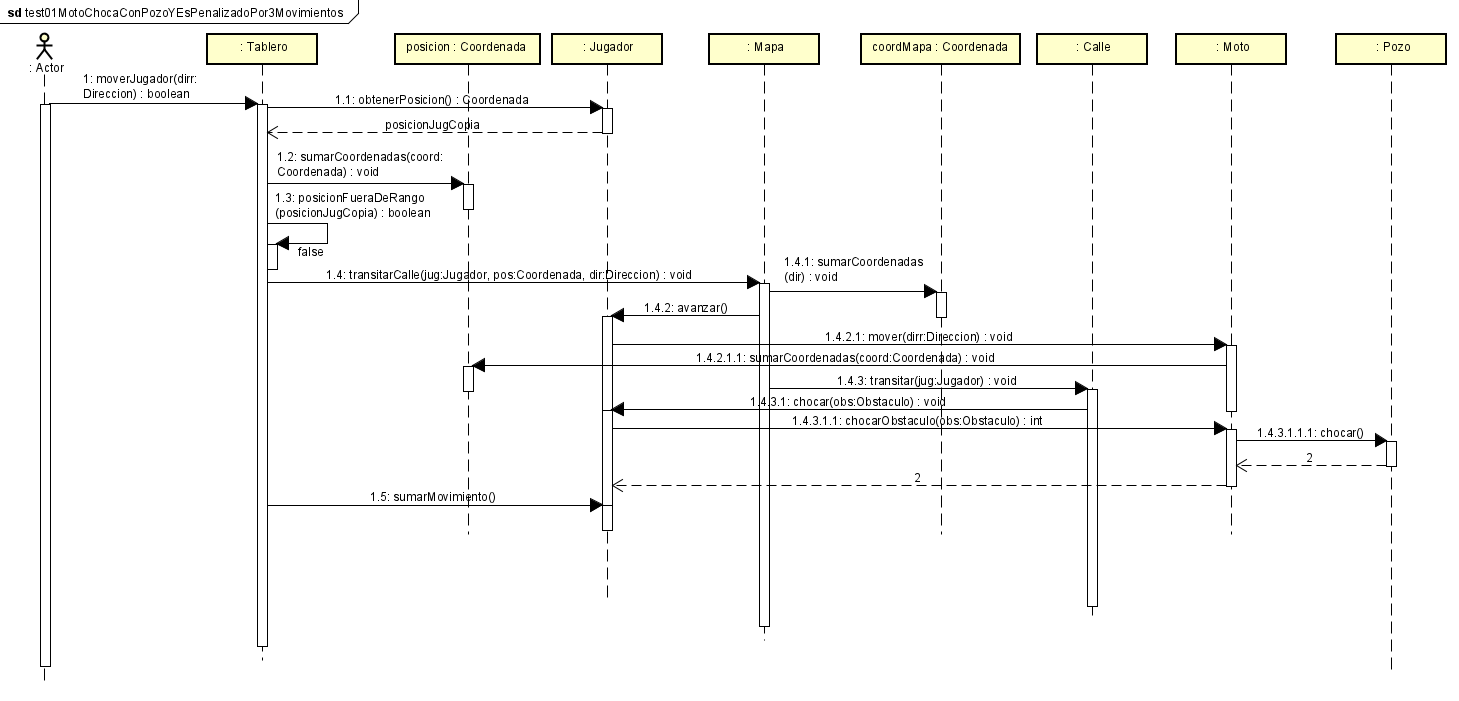 sd test01MotoChocaConPozoYEsPenalizadoPor3Movimientos
: Actor
: Tablero
posicion : Coordenada
: Jugador
: Mapa
coordMapa : Coordenada
: Calle
: Moto
: Pozo
1: moverJugador(dirr:
Direccion) : boolean
1.1: obtenerPosicion() : Coordenada
posicionJugCopia
1.2: sumarCoordenadas(coord:
Coordenada) : void
1.3: posicionFueraDeRango
(posicionJugCopia) : boolean
false
1.4: transitarCalle(jug:Jugador, pos:Coordenada, dir:Direccion) : void
1.4.1: sumarCoordenadas
(dir) : void
1.4.2: avanzar()
1.4.2.1: mover(dirr:Direccion) : void
1.4.2.1.1: sumarCoordenadas(coord:Coordenada) : void
1.4.3: transitar(jug:Jugador) : void
1.4.3.1: chocar(obs:Obstaculo) : void
1.4.3.1.1: chocarObstaculo(obs:Obstaculo) : int
1.4.3.1.1.1: chocar()
2
2
1.5: sumarMovimiento()